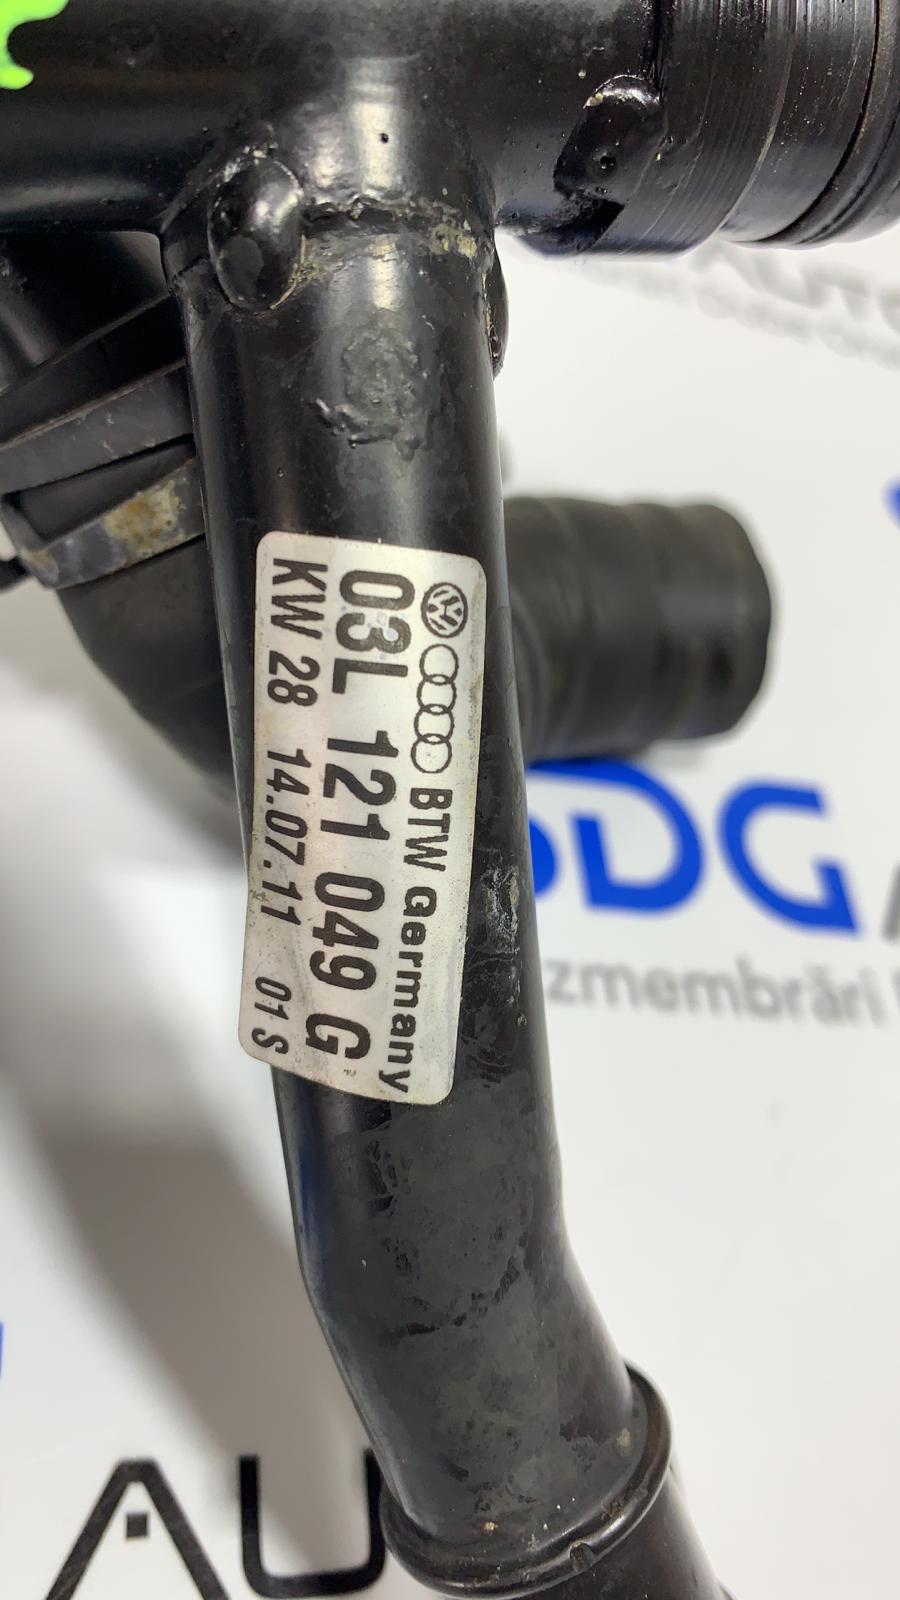 BTW Germany
03L 121 049 G
KW 28 14.07.11 01 S
DG
zmembrări
AU